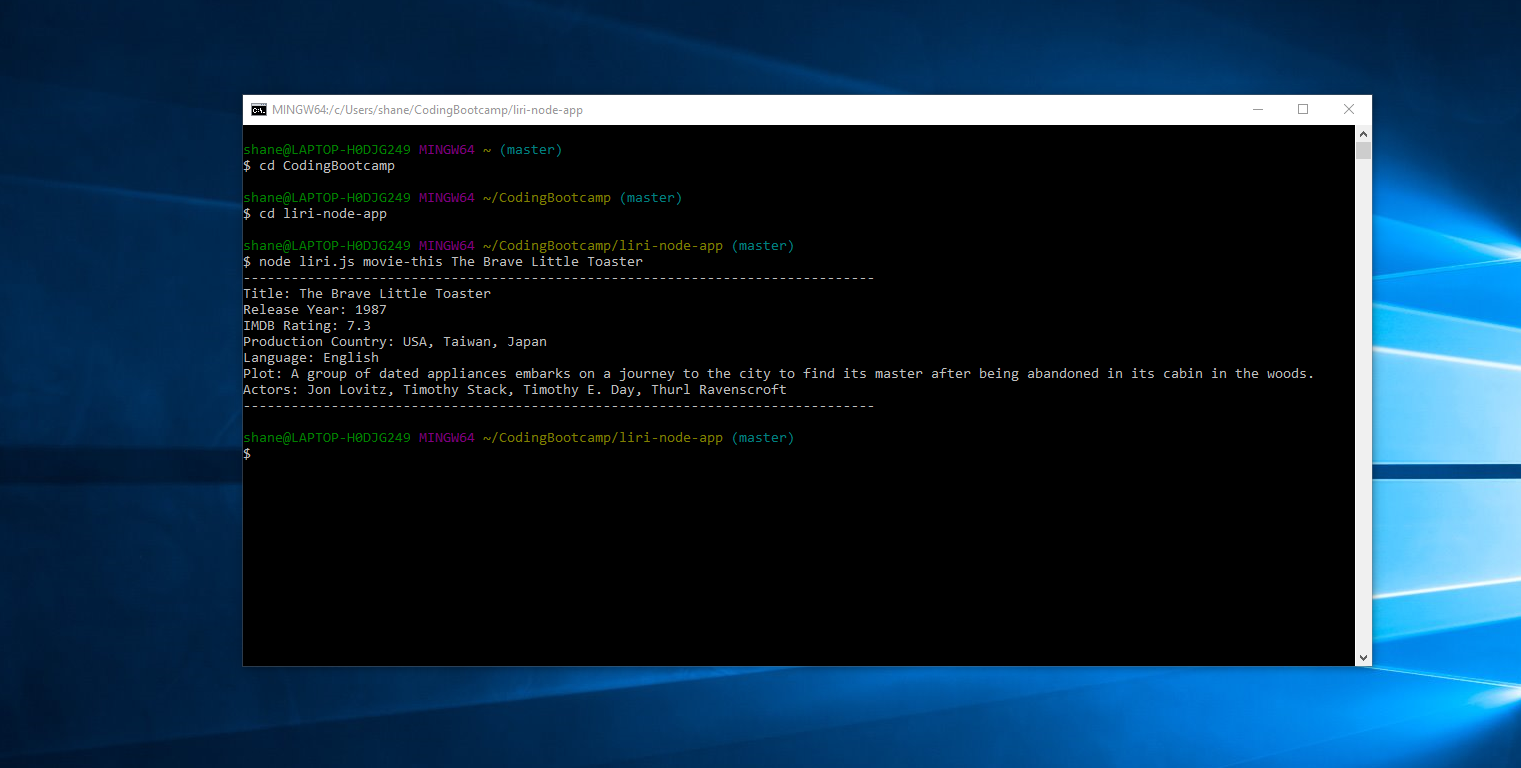 MINGW64:/c/Users/shane/CodingBootcamp/liri-node-app
shane@LAPTOP-H0DJG249 MINGW64 ~ (master)
$ cd CodingBootcamp
shane@LAPTOP-H0DJG249 MINGW64 ~/CodingBootcamp (master)
$ cd liri-node-app
shane@LAPTOP-H0DJG249 MINGW64 ~/CodingBootcamp/liri-node-app (master)
$ node liri.js movie-this The Brave Little Toaster
-------------------------------------------------------------------------------
Title: The Brave Little Toaster
Release Year: 1987
IMDB Rating: 7.3
Production Country: USA, Taiwan, Japan
Language: English
Plot: A group of dated appliances embarks on a journey to the city to find its master after being abandoned in its cabin in the woods.
Actors: Jon Lovitz, Timothy Stack, Timothy E. Day, Thurl Ravenscroft
-------------------------------------------------------------------------------
shane@LAPTOP-H0DJG249 MINGW64 ~/CodingBootcamp/liri-node-app (master)
$